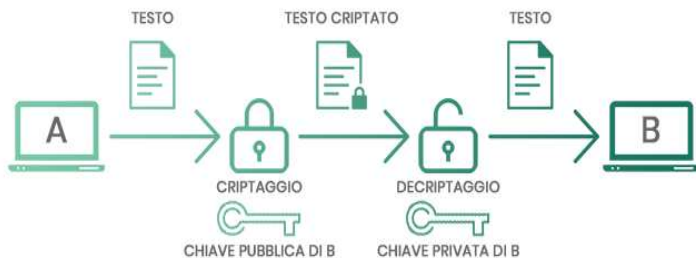 TESTO
TESTO CRIPTATO
TESTO
A
B
CRIPTAGGIO
DECRIPTAGGIO
CHIAVE PUBBLICA DI B
CHIAVE PRIVATA DI B